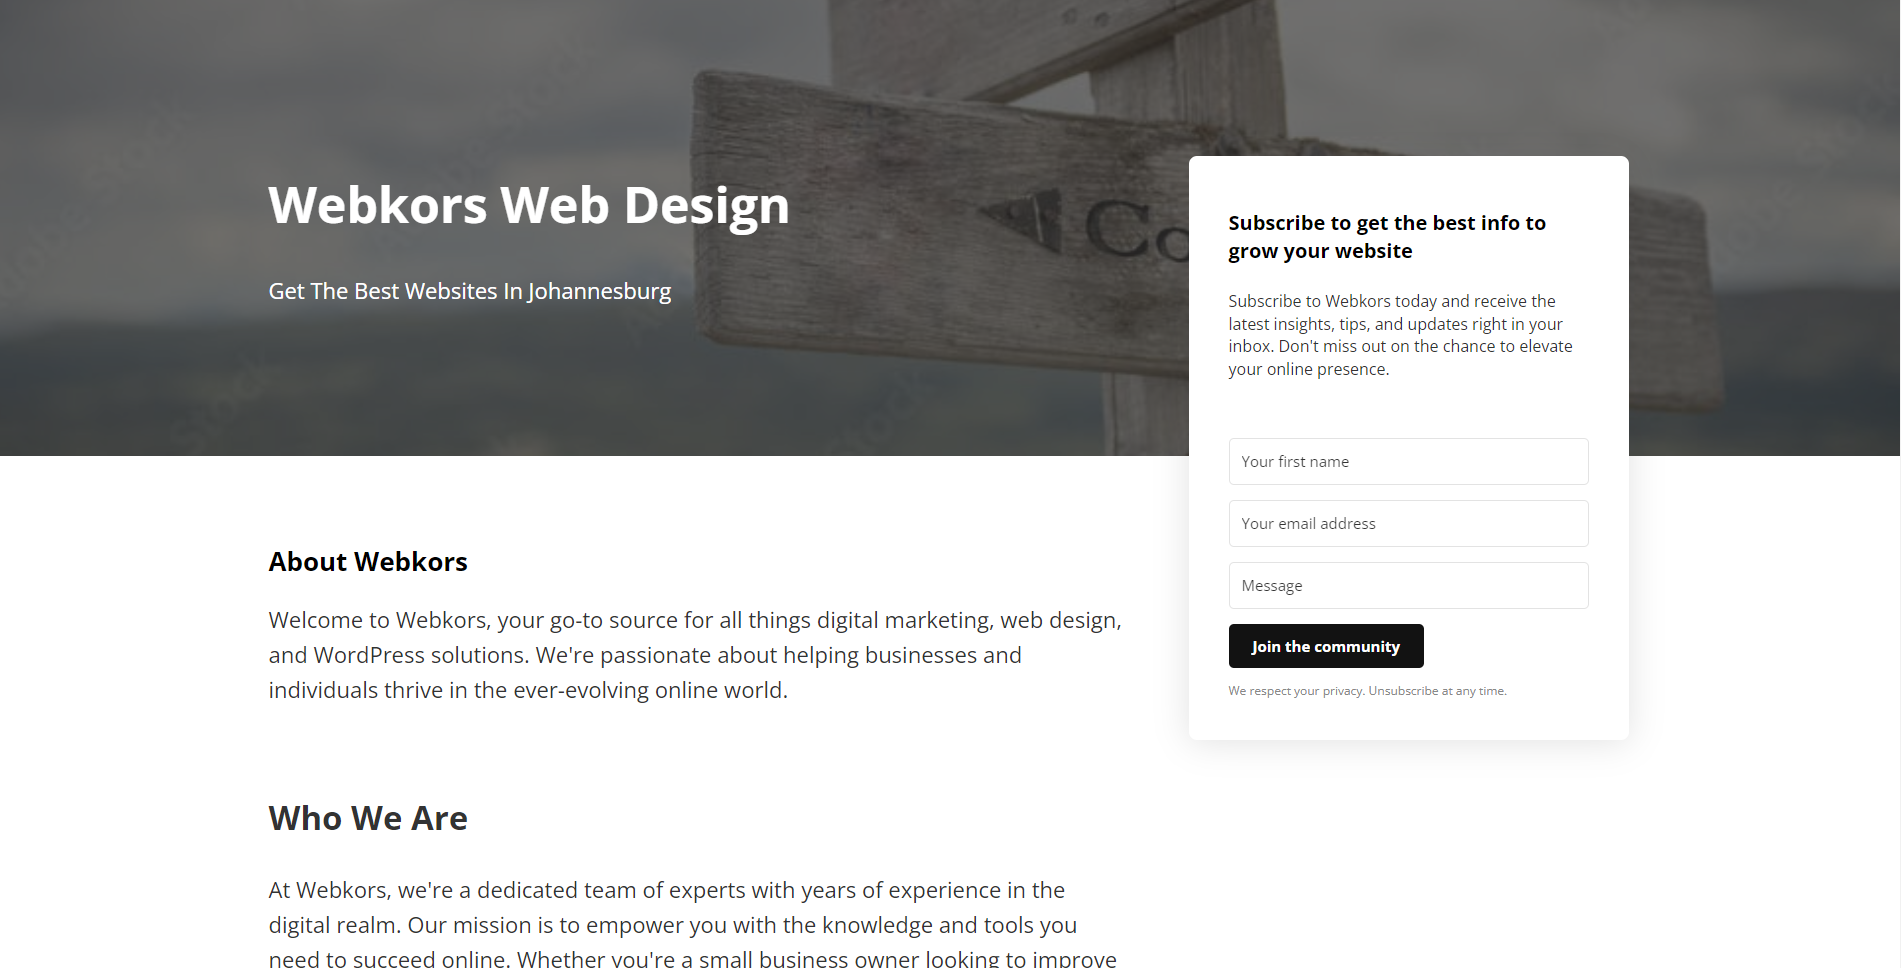 Webkors Web Design
Get The Best Websites In Johannesburg
Co
Subscribe to get the best info to
grow your website
Subscribe to Webkors today and receive the
latest insights, tips, and updates right in your
inbox. Don't miss out on the chance to elevate
your online presence.
Your first name
Your email address
Message
Join the community
We respect your privacy. Unsubscribe at any time.
About Webkors
Welcome to Webkors, your go-to source for all things digital marketing, web design,
and WordPress solutions. We're passionate about helping businesses and
individuals thrive in the ever-evolving online world.
Who We Are
At Webkors, we're a dedicated team of experts with years of experience in the
digital realm. Our mission is to empower you with the knowledge and tools you
need to succeed online. Whether you're a small business owner looking to improve